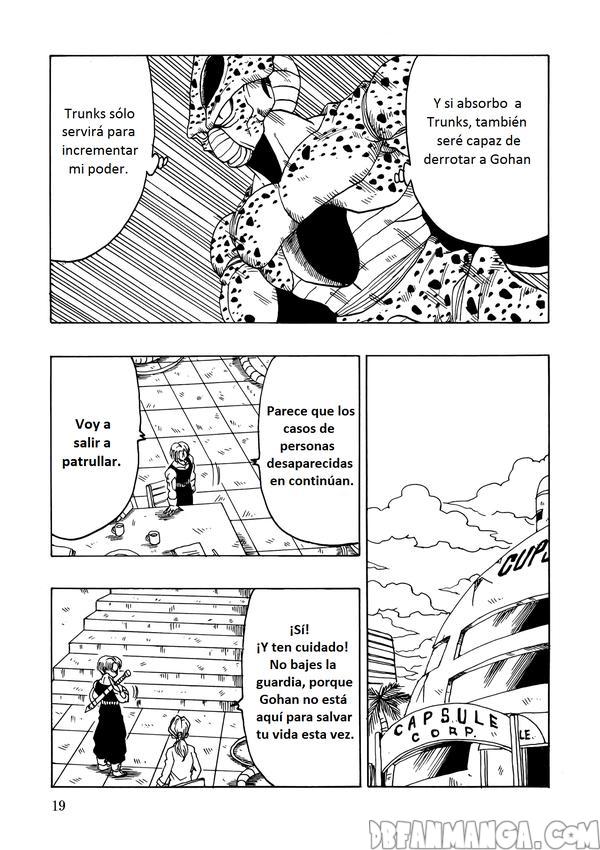 Y si absorbo a
Trunks, también
seré capaz de
derrotar a Gohan
Trunks sólo
servirá para
incrementar
mi poder.
CUPS
CAPSULE
CORP.
LE.
Parece que los
casos de
personas
desaparecidas
en continúan.
Voy a
salir a
patrullar.
¡Sí!
¡Y ten cuidado!
No bajes la
guardia, porque
Gohan no está
aquí para salvar
tu vida esta vez.
19
DBFANMANGA.COM